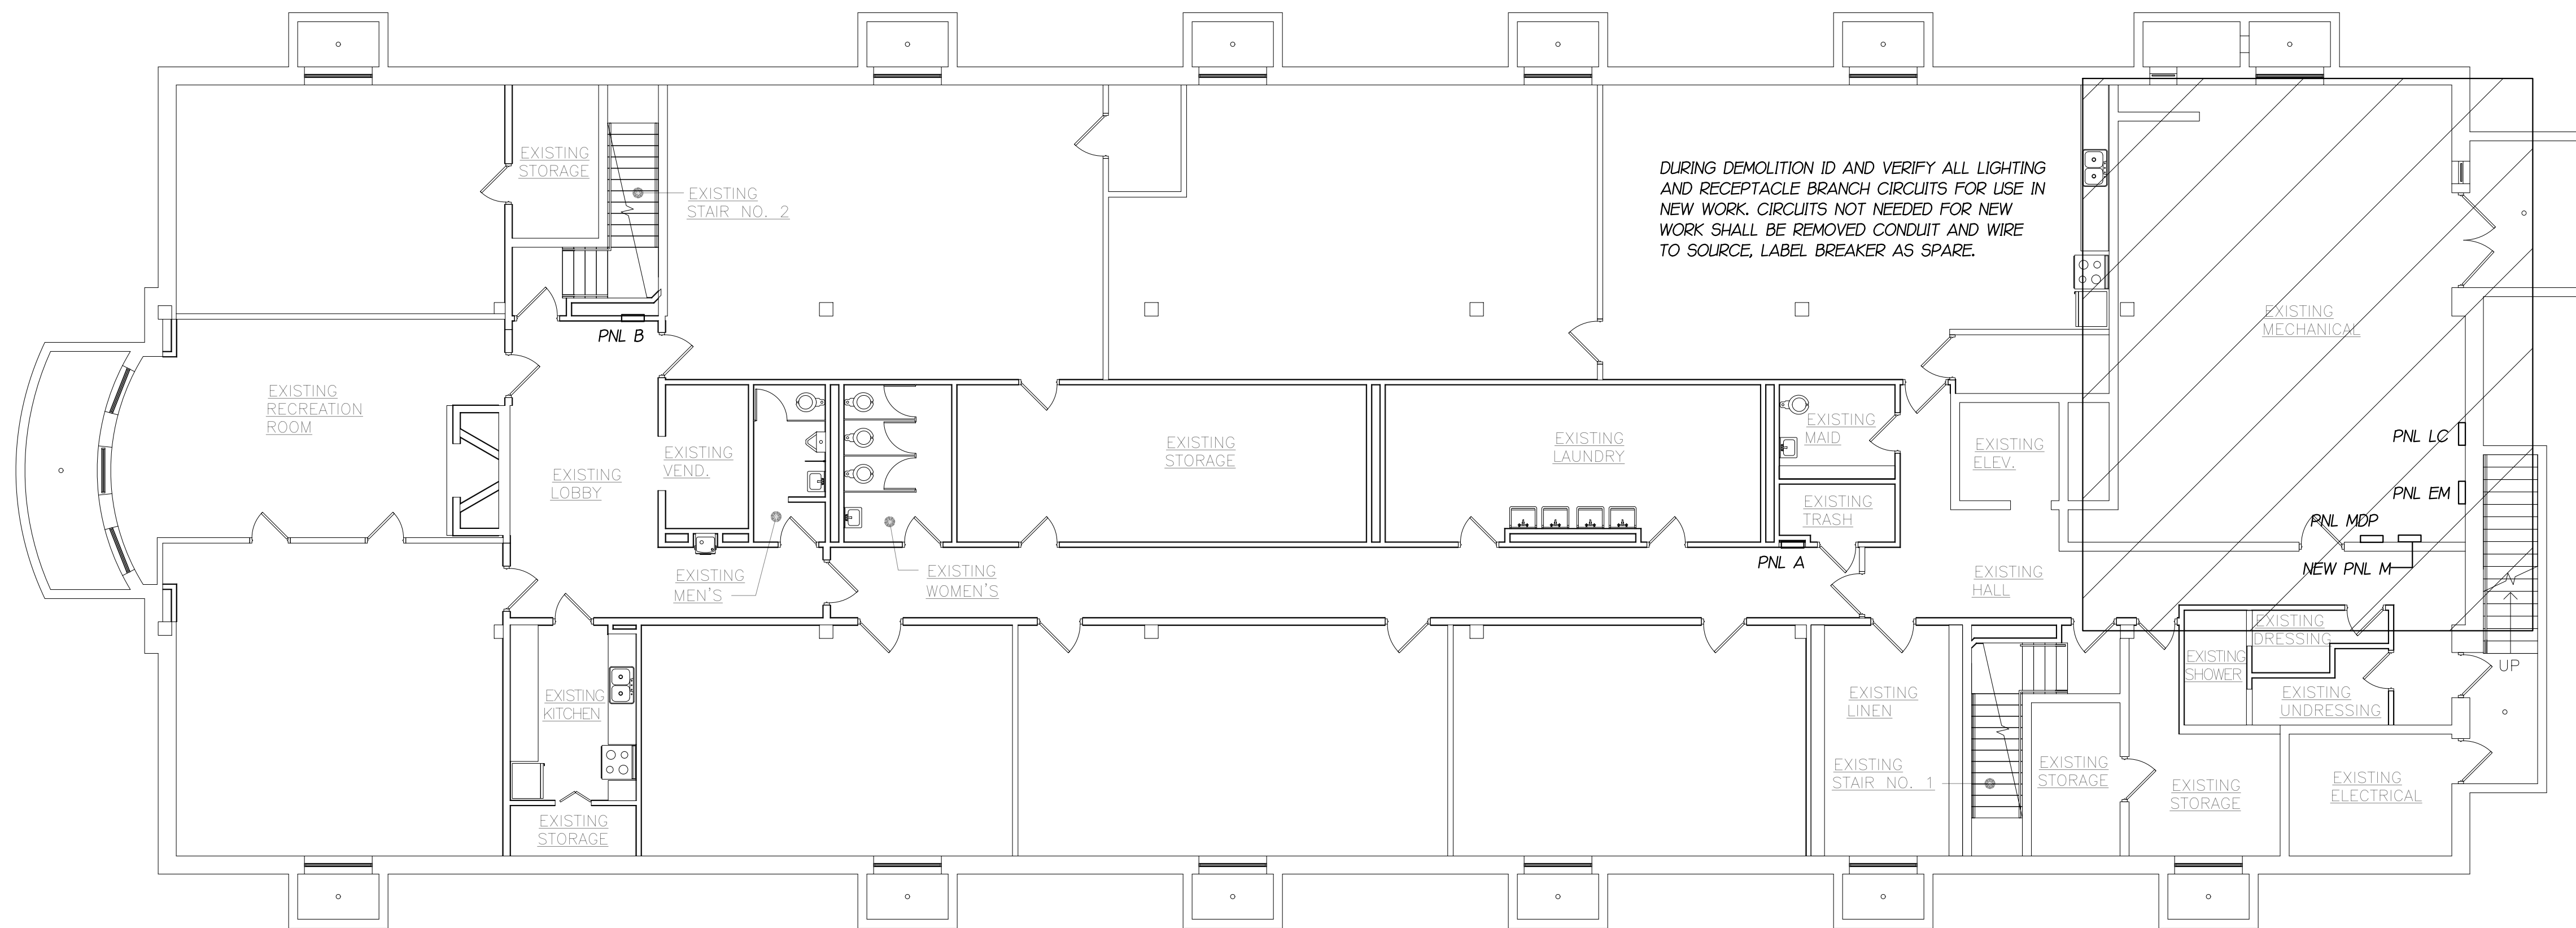 EXISTING
STORAGE
EXISTING
STAIR NO. 2
DURING DEMOLITION ID AND VERIFY ALL LIGHTING
AND RECEPTACLE BRANCH CIRCUITS FOR USE IN
NEW WORK. CIRCUITS NOT NEEDED FOR NEW
WORK SHALL BE REMOVED CONDUIT AND WIRE
TO SOURCE, LABEL BREAKER AS SPARE.
EXISTING
MECHANICAL
PNL B
EXISTING
RECREATION
ROOM
EXISTING
LOBBY
EXISTING
VEND.
EXISTING
STORAGE
EXISTING
LAUNDRY
EXISTING
MAID
EXISTING
ELEV.
PNL LC
PNL EM
EXISTING
TRASH
PNL MDP
NEW PNL M
PNL A
EXISTING
MEN'S
EXISTING
WOMEN'S
EXISTING
HALL
EXISTING
DRESSING
EXISTING
SHOWER
UP
EXISTING
UNDRESSING
EXISTING
KITCHEN
EXISTING
LINEN
EXISTING
STAIR NO. 1
EXISTING
STORAGE
EXISTING
STORAGE
EXISTING
ELECTRICAL
EXISTING
STORAGE